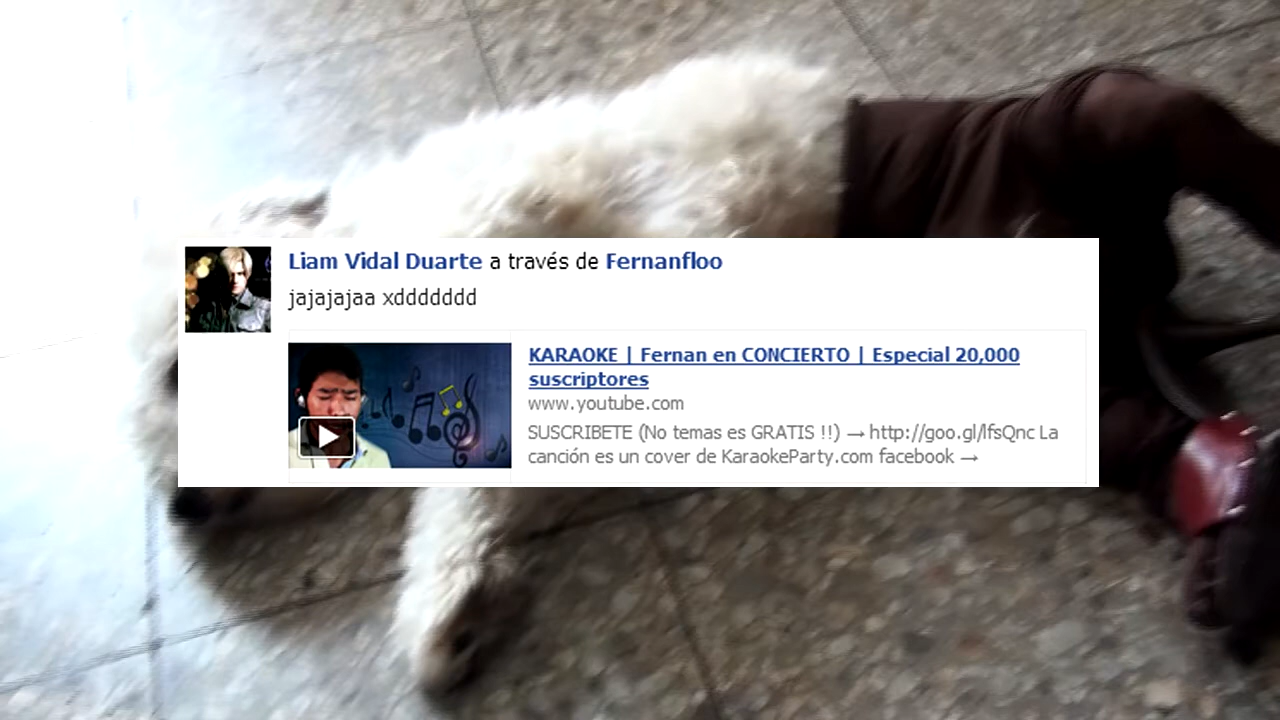 Liam Vidal Duarte a través de Fernanfloo
jajajajaa xddddddd
KARAOKE | Fernan en CONCIERTO | Especial 20,000
suscriptores
www.youtube.com
SUSCRIBETE (No temas es GRATIS !!) → http://goo.gl/lfsQnc La
canción es un cover de KaraokeParty.com facebook →